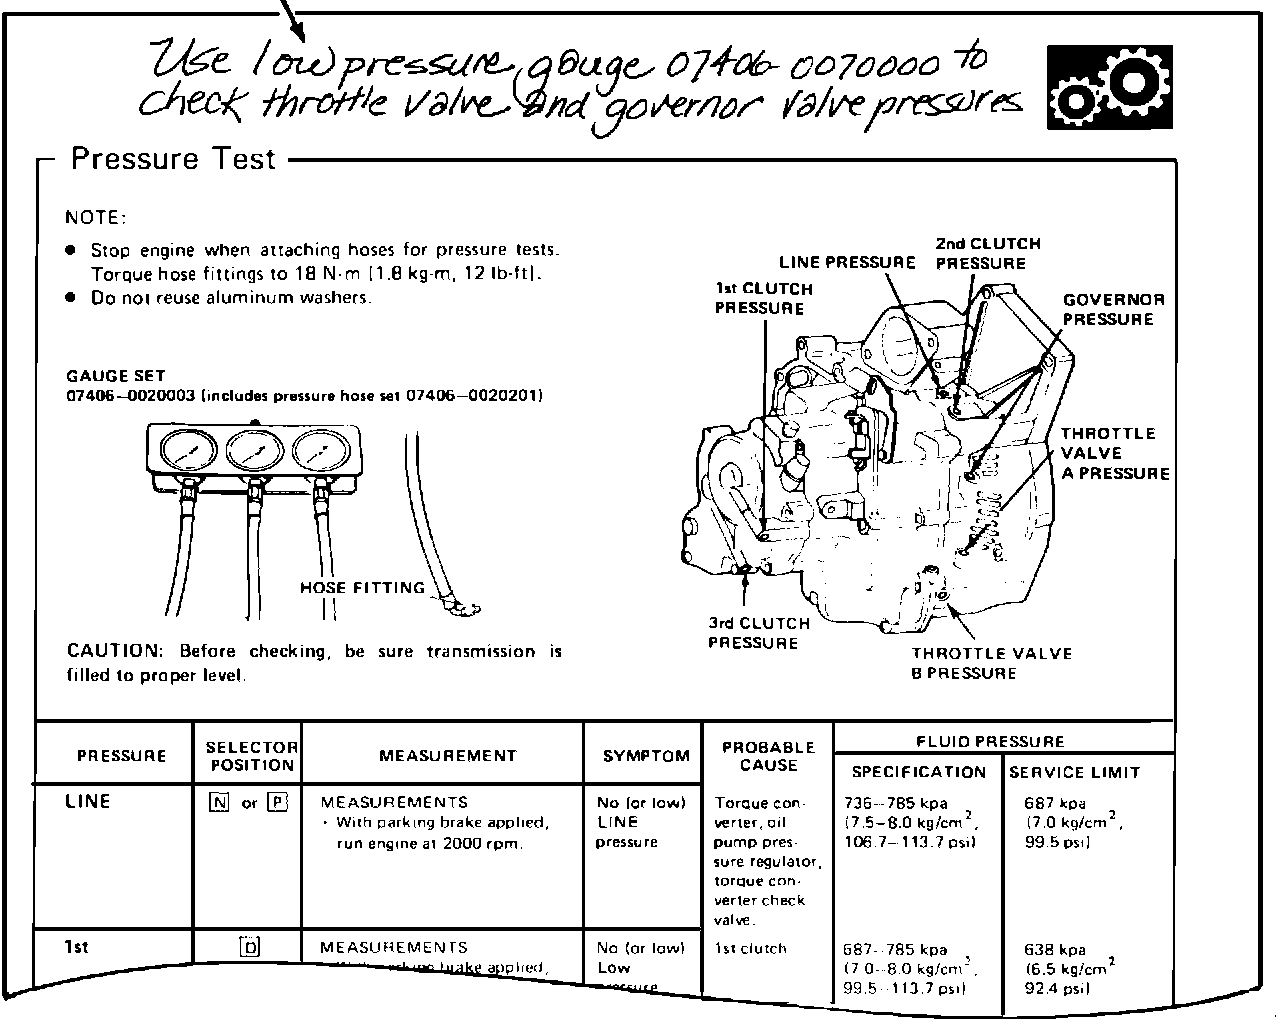 Use low pressure gauge 07406-0070000 to
check throttle valve and governor valve pressures
Pressure Test
NOTE:
● Stop engine when attaching hoses for pressure tests.
Torque hose fittings to 18 N·m (1.8 kg-m, 12 lb-ft).
● Do not reuse aluminum washers.
GAUGE SET
07406-0020003 (includes pressure hose set 07406-0020201)
HOSE FITTING
CAUTION: Before checking, be sure transmission is
filled to proper level.
2nd CLUTCH
PRESSURE
LINE PRESSURE
1st CLUTCH
PRESSURE
GOVERNOR
PRESSURE
THROTTLE
VALVE
A PRESSURE
3rd CLUTCH
PRESSURE
THROTTLE VALVE
B PRESSURE
PRESSURE
SELECTOR
POSITION
MEASUREMENT
SYMPTOM
PROBABLE
CAUSE
FLUID PRESSURE
SPECIFICATION
SERVICE LIMIT
LINE
N or P
MEASUREMENTS
· With parking brake applied,
run engine at 2000 rpm.
No (or low)
LINE
pressure
Torque con-
verter, oil
pump pres-
sure regulator,
torque con-
verter check
valve.
736-785 kpa
(7.5-8.0 kg/cm²,
106.7-113.7 psi)
687 kpa
(7.0 kg/cm²,
99.5 psi)
1st
D
MEASUREMENTS
brake applied,
No (or low)
Low
pressure
1st clutch
687-785 kpa
(7.0-8.0 kg/cm²,
99.5-113.7 psi)
638 kpa
(6.5 kg/cm²
92.4 psi)